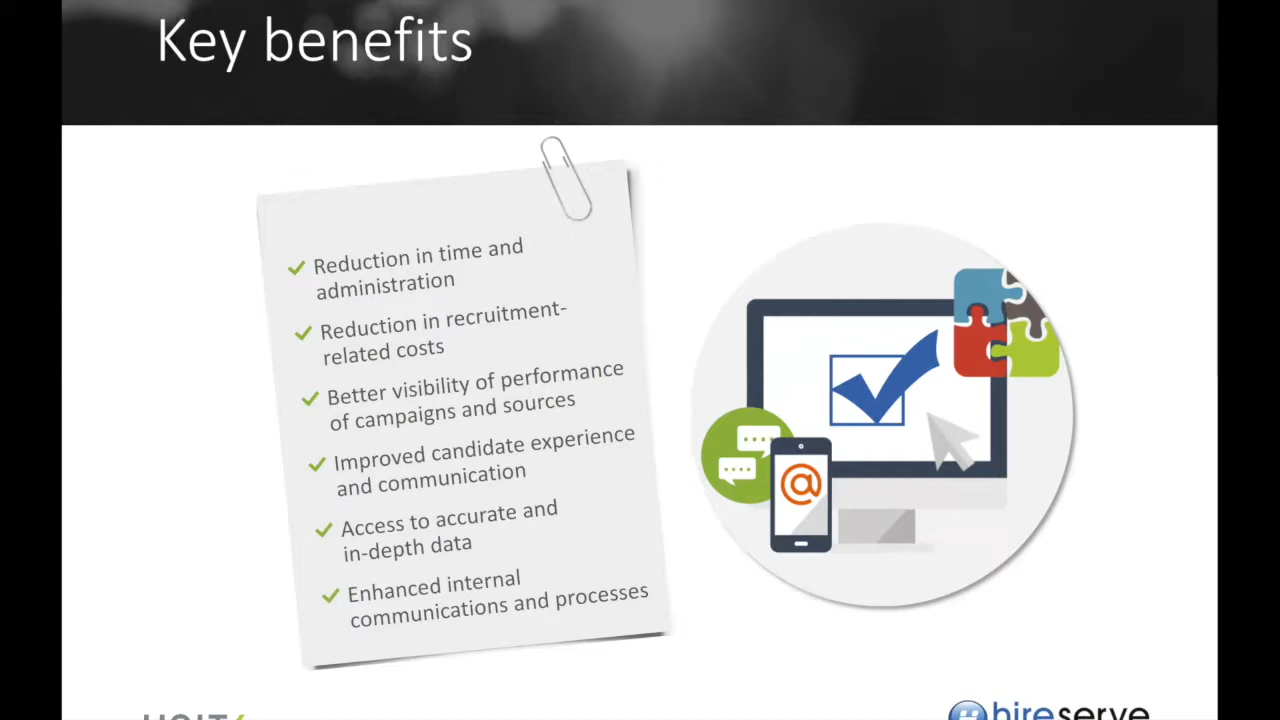 Key benefits
Reduction in time and
administration
Reduction in recruitment-
related costs
Better visibility of performance
of campaigns and sources
Improved candidate experience
and communication
Access to accurate and
in-depth data
Enhanced internal
communications and processes
@
hireserve